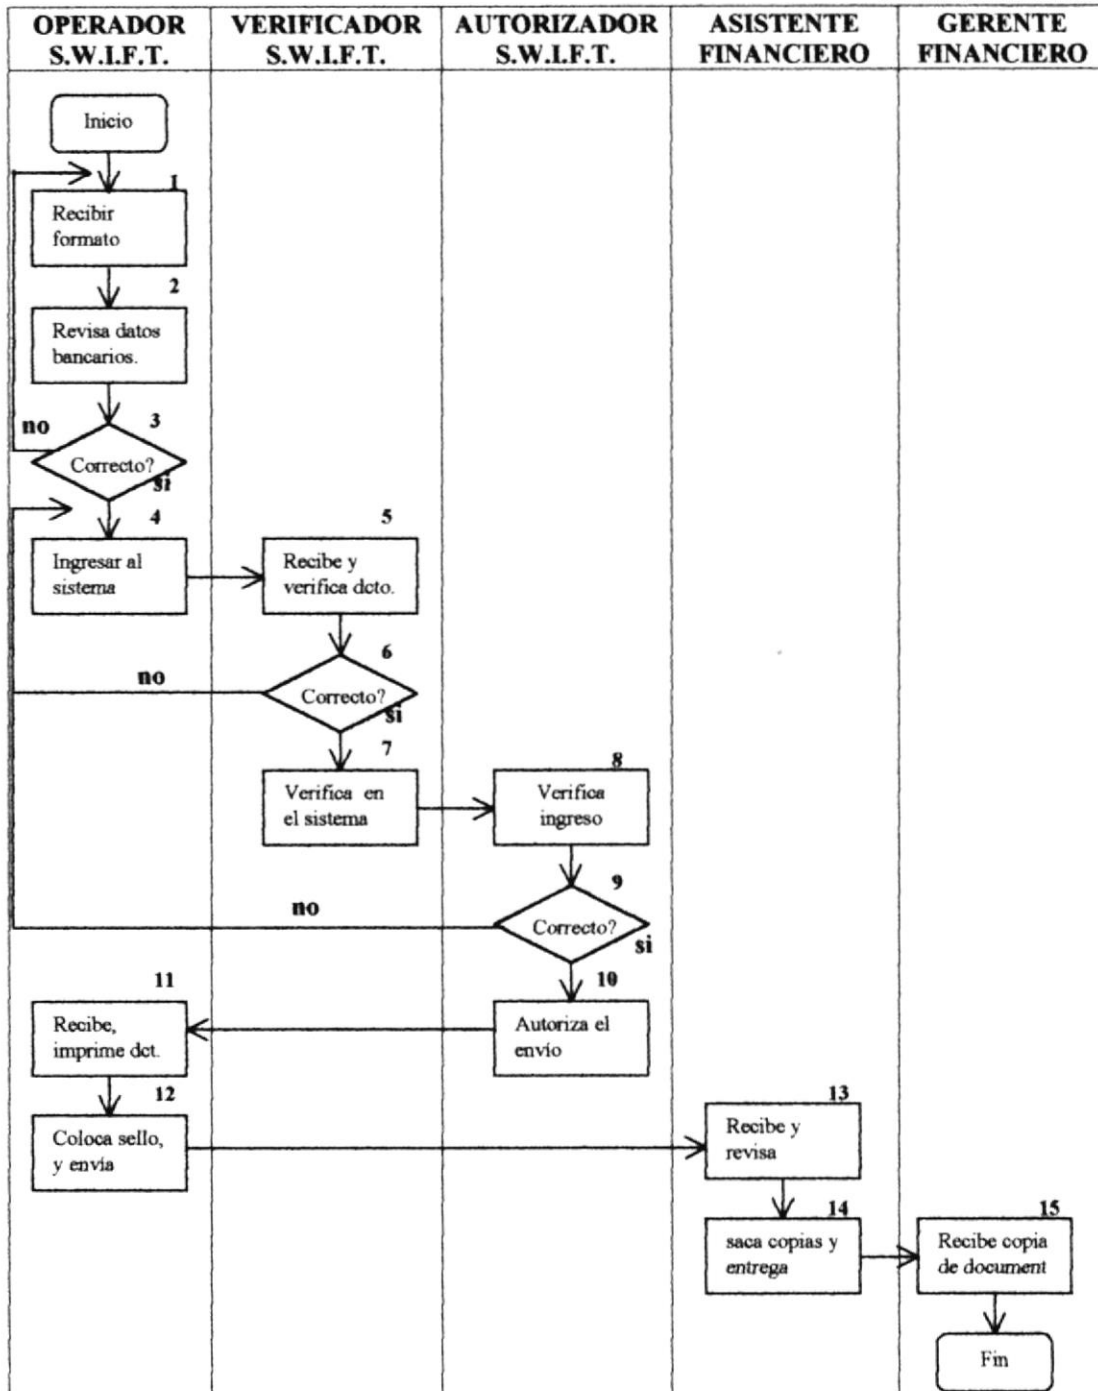 OPERADOR
S.W.I.F.T.
VERIFICADOR
S.W.I.F.T.
AUTORIZADOR
S.W.I.F.T.
ASISTENTE
FINANCIERO
GERENTE
FINANCIERO
Inicio
1
Recibir
formato
2
Revisa datos
bancarios.
3
no
Correcto?
si
4
Ingresar al
sistema
5
Recibe y
verifica dcto.
6
no
Correcto?
si
7
Verifica en
el sistema
8
Verifica
ingreso
9
no
Correcto?
si
10
Autoriza el
envío
11
Recibe,
imprime dct.
12
Coloca sello,
y envía
13
Recibe y
revisa
14
saca copias y
entrega
15
Recibe copia
de document
Fin